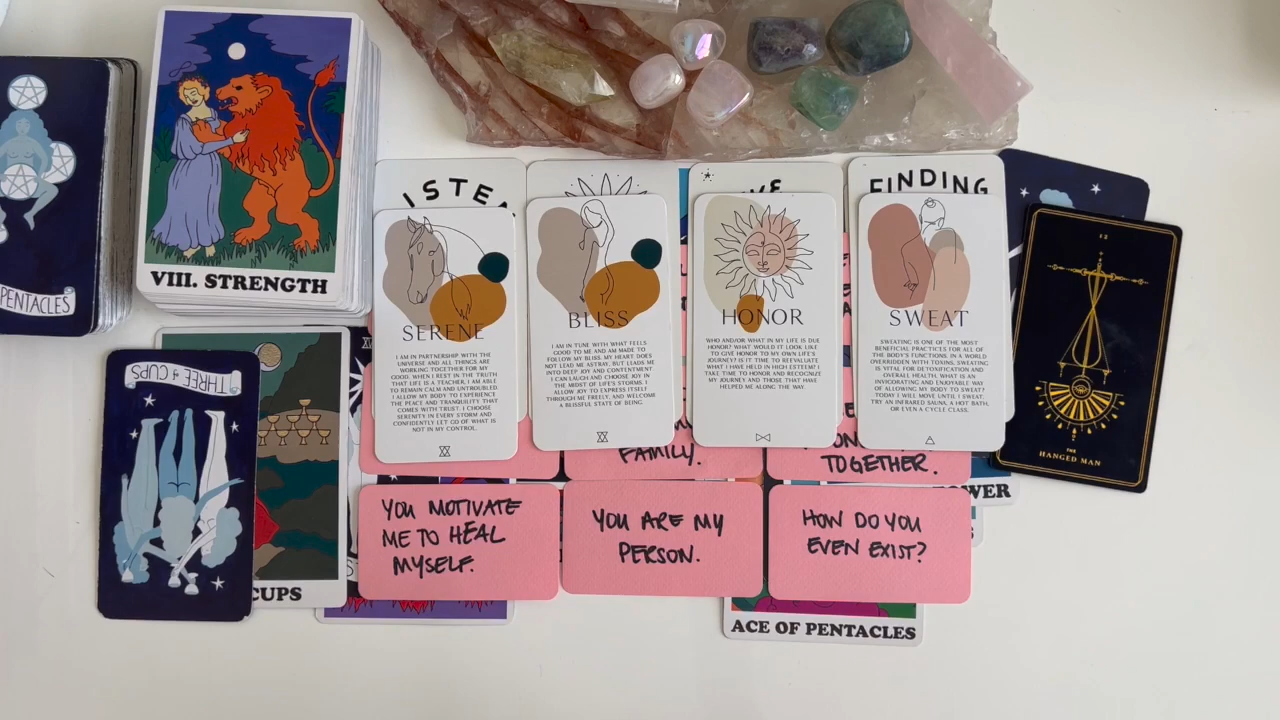 PENTACLES
VIII. STRENGTH
THREE of CUPS
CUPS
FINDING
SERENE
I AM IN PARTNERSHIP WITH THE
UNIVERSE AND ALL THINGS ARE
WORKING TOGETHER FOR MY
GOOD. WHEN I REST IN THE TRUTH
THAT LIFE IS A TEACHER, I AM ABLE
TO REMAIN CALM AND UNTROUBLED.
I ALLOW MY BODY TO EXPERIENCE
THE PEACE AND TRANQUILITY THAT
COMES WITH TRUST. I CHOOSE
SERENITY IN EVERY STORM AND
CONFIDENTLY LET GO OF WHAT IS
NOT IN MY CONTROL.
BLISS
I AM IN TUNE WITH WHAT FEELS
GOOD TO ME AND AM MADE TO
FOLLOW MY BLISS. MY HEART DOES
NOT LEAD ME ASTRAY, BUT LEADS ME
INTO DEEP JOY AND CONTENTMENT.
I CAN LAUGH AND CHOOSE JOY IN
THE MIDST OF LIFE'S STORMS. I
ALLOW JOY TO EXPRESS ITSELF
THROUGH ME FREELY, AND WELCOME
A BLISSFUL STATE OF BEING.
HONOR
WHO AND/OR WHAT IN MY LIFE IS DUE
HONOR? WHAT WOULD IT LOOK LIKE
TO GIVE HONOR TO MY OWN LIFE'S
JOURNEY? IS IT TIME TO REEVALUATE
WHAT I HAVE HELD IN HIGH ESTEEM? I
TAKE TIME TO HONOR AND RECOGNIZE
MY JOURNEY AND THOSE THAT HAVE
HELPED ME ALONG THE WAY.
SWEAT
SWEATING IS ONE OF THE MOST
BENEFICIAL PRACTICES FOR ALL OF
THE BODY'S FUNCTIONS. IN A WORLD
OVERRIDDEN WITH TOXINS, SWEATING
IS VITAL FOR DETOXIFICATION AND
OVERALL HEALTH. WHAT IS AN
INVIGORATING AND ENJOYABLE WAY
OF ALLOWING MY BODY TO SWEAT?
TODAY I WILL MOVE UNTIL I SWEAT:
TRY AN INFRARED SAUNA, A HOT BATH,
OR EVEN A CYCLE CLASS.
12
THE
HANGED MAN
FAMILY.
TOGETHER.
YOU MOTIVATE
ME TO HEAL
MYSELF.
YOU ARE MY
PERSON.
HOW DO YOU
EVEN EXIST?
ACE OF PENTACLES